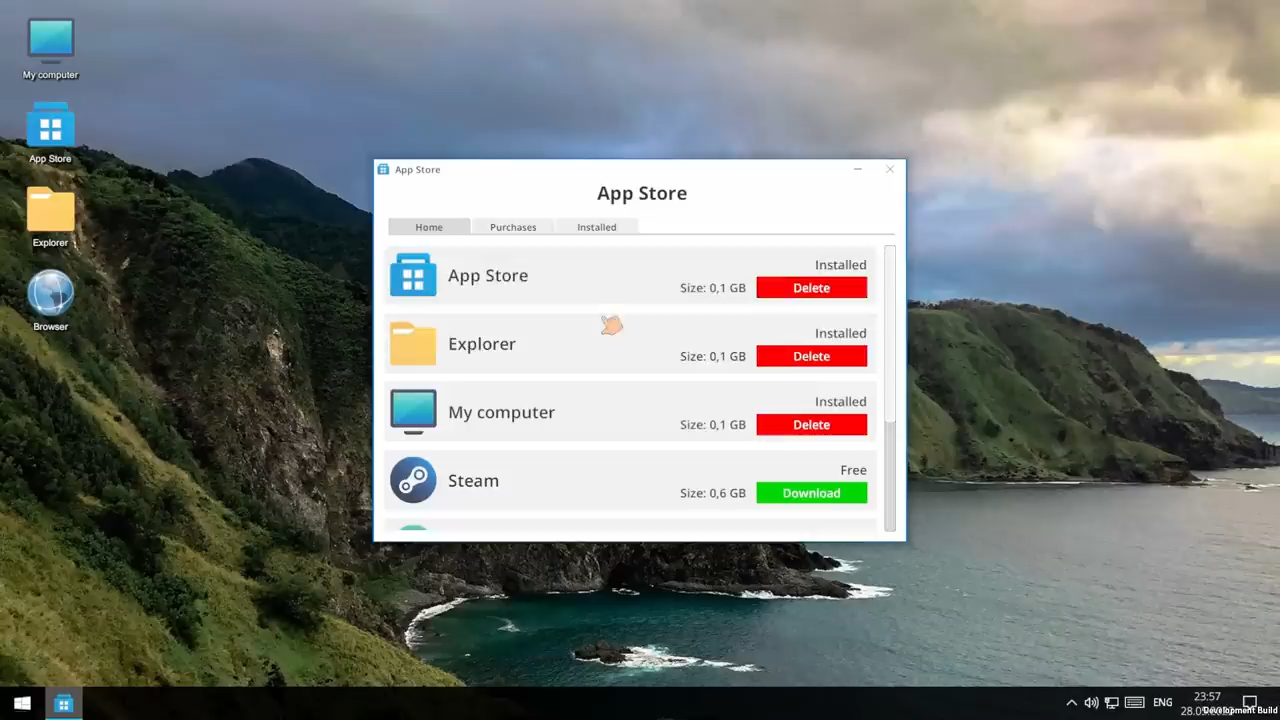 My computer
App Store
Explorer
Browser
App Store
App Store
Home
Purchases
Installed
App Store
Installed
Size: 0,1 GB
Delete
Explorer
Installed
Size: 0,1 GB
Delete
My computer
Installed
Size: 0,1 GB
Delete
Steam
Free
Size: 0,6 GB
Download
ENG
23:57
28.05
Development Build